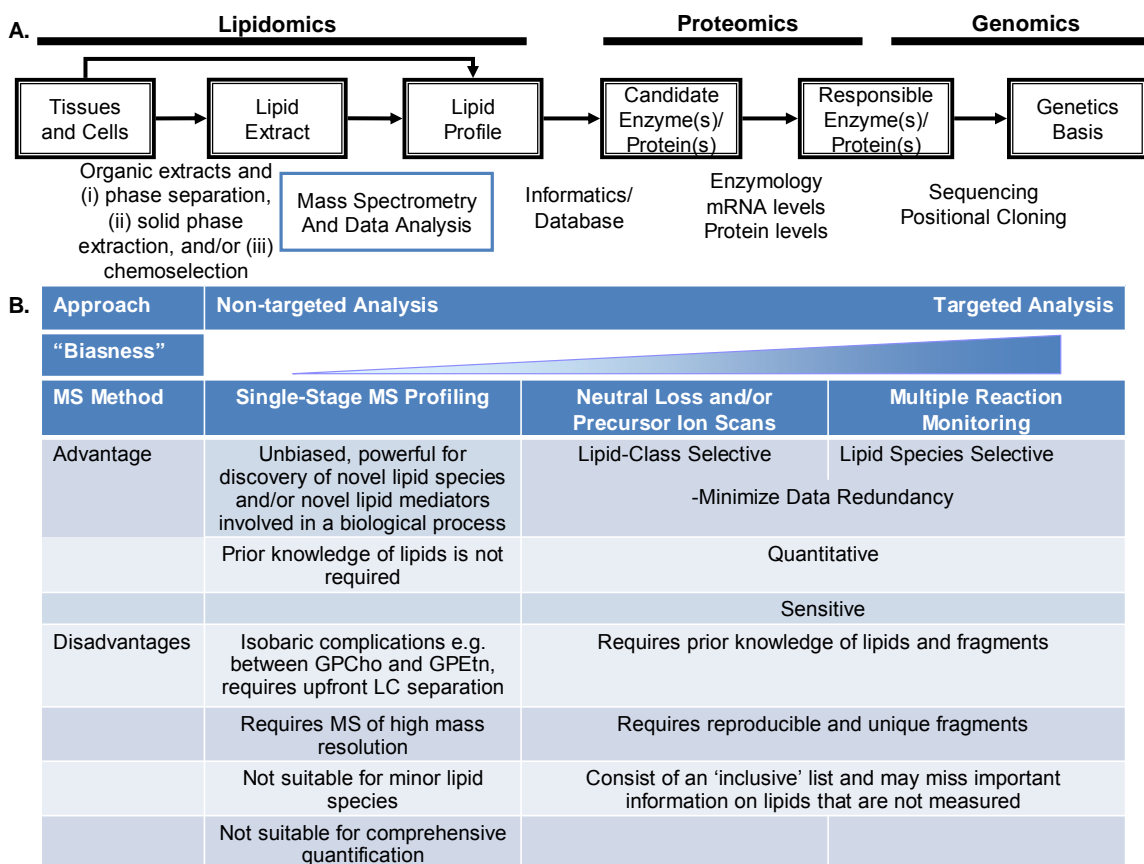 A.
Lipidomics
Proteomics
Genomics
Tissues
and Cells
Lipid
Extract
Lipid
Profile
Candidate
Enzyme(s)/
Protein(s)
Responsible
Enzyme(s)/
Protein(s)
Genetics
Basis
Organic extracts and
(i) phase separation,
(ii) solid phase
extraction, and/or (iii)
chemoselection
Mass Spectrometry
And Data Analysis
Informatics/
Database
Enzymology
mRNA levels
Protein levels
Sequencing
Positional Cloning
B.
Approach
Non-targeted Analysis
Targeted Analysis
“Biasness”
MS Method
Single-Stage MS Profiling
Neutral Loss and/or
Precursor Ion Scans
Multiple Reaction
Monitoring
Advantage
Unbiased, powerful for
discovery of novel lipid species
and/or novel lipid mediators
involved in a biological process
Lipid-Class Selective
Lipid Species Selective
-Minimize Data Redundancy
Prior knowledge of lipids is not
required
Quantitative
Sensitive
Disadvantages
Isobaric complications e.g.
between GPCho and GPEtn,
requires upfront LC separation
Requires prior knowledge of lipids and fragments
Requires MS of high mass
resolution
Requires reproducible and unique fragments
Not suitable for minor lipid
species
Consist of an ‘inclusive’ list and may miss important
information on lipids that are not measured
Not suitable for comprehensive
quantification